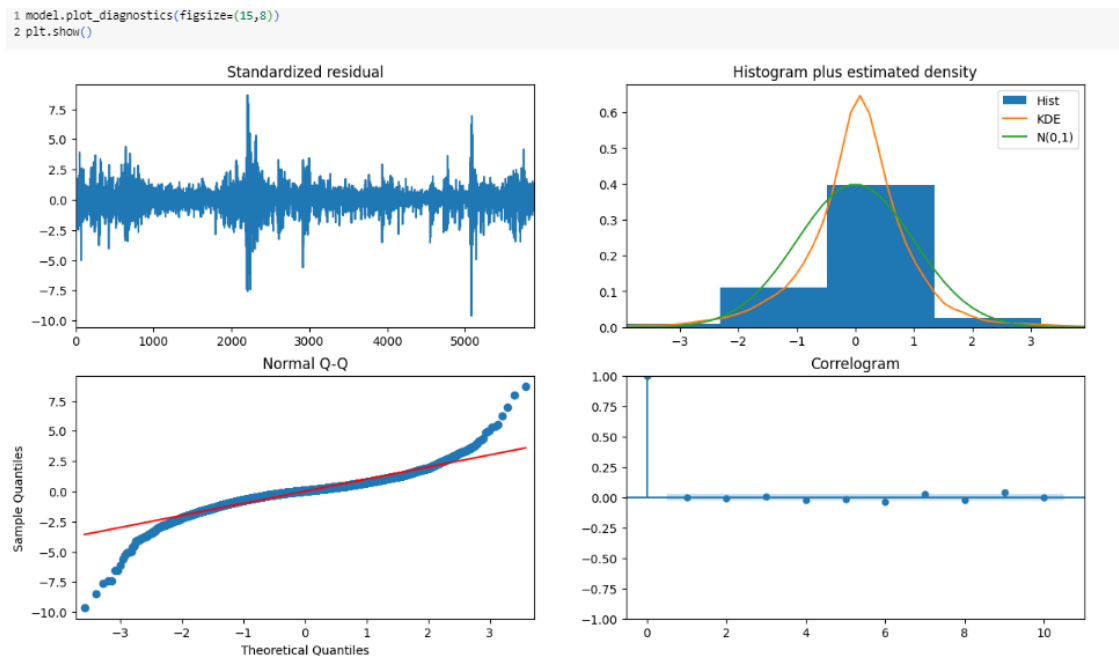 1 model.plot_diagnostics(figsize=(15,8))
2 plt.show()
Standardized residual
7.5
5.0
2.5
0.0
−2.5
−5.0
−7.5
−10.0
0 1000 2000 3000 4000 5000
Histogram plus estimated density
Hist
KDE
N(0,1)
0.6
0.5
0.4
0.3
0.2
0.1
0.0
−3 −2 −1 0 1 2 3
Normal Q-Q
Sample Quantiles
7.5
5.0
2.5
0.0
−2.5
−5.0
−7.5
−10.0
−3 −2 −1 0 1 2 3
Theoretical Quantiles
Correlogram
1.00
0.75
0.50
0.25
0.00
−0.25
−0.50
−0.75
−1.00
0 2 4 6 8 10